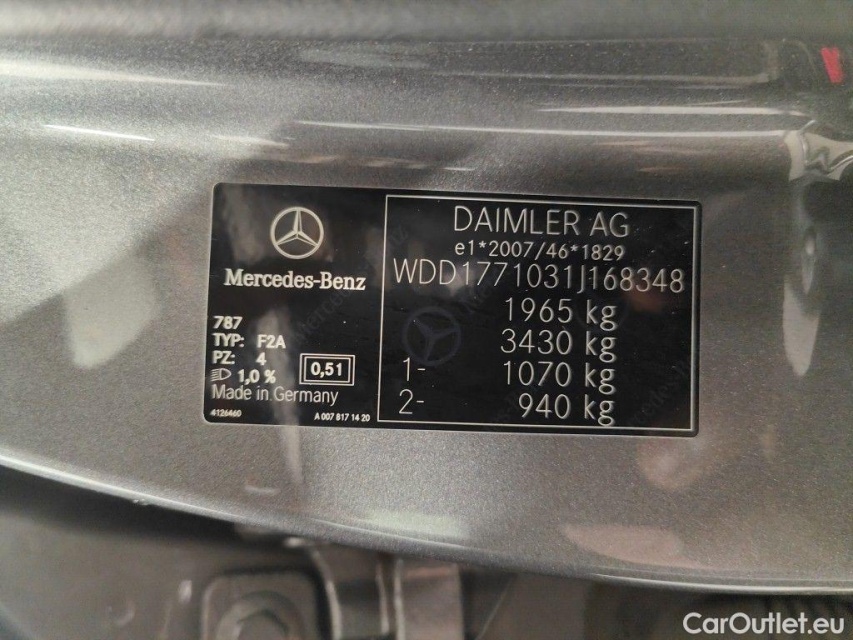 Mercedes-Benz
787
TYP: F2A
PZ: 4
1,0 %
0,51
Made in Germany
4126460
A 007 817 14 20
DAIMLER AG
e1*2007/46*1829
WDD1771031J168348
1965 kg
3430 kg
1- 1070 kg
2- 940 kg
CarOutlet.eu